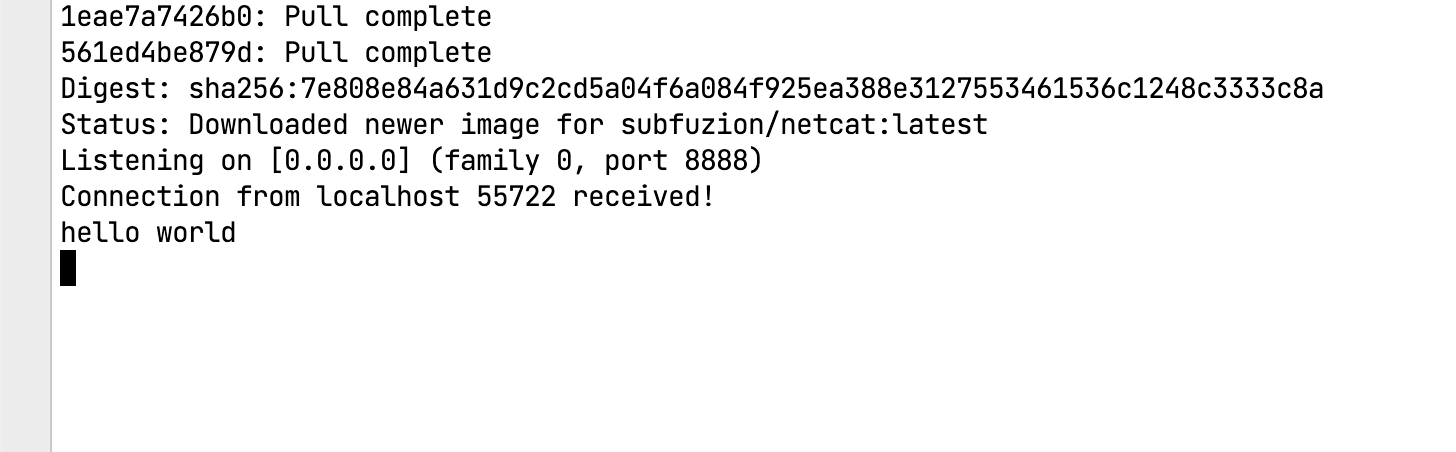 1eae7a7426b0: Pull complete
561ed4be879d: Pull complete
Digest: sha256:7e808e84a631d9c2cd5a04f6a084f925ea388e3127553461536c1248c3333c8a
Status: Downloaded newer image for subfuzion/netcat:latest
Listening on [0.0.0.0] (family 0, port 8888)
Connection from localhost 55722 received!
hello world